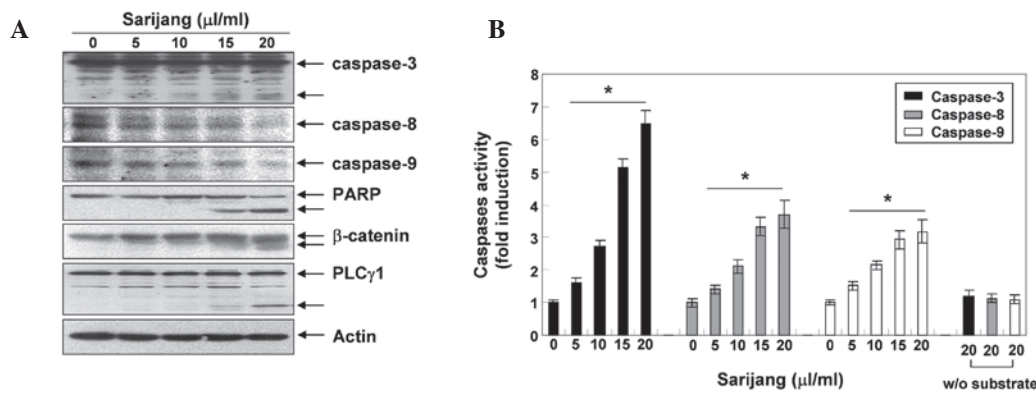 A
Sarijang (µl/ml)
0 5 10 15 20
caspase-3
caspase-8
caspase-9
PARP
β-catenin
PLCγ1
Actin
B
Caspases activity
(fold induction)
8
7
6
5
4
3
2
1
0
*
*
*
Caspase-3
Caspase-8
Caspase-9
0 5 10 15 20 0 5 10 15 20 0 5 10 15 20 20 20 20
Sarijang (µl/ml)
w/o substrate